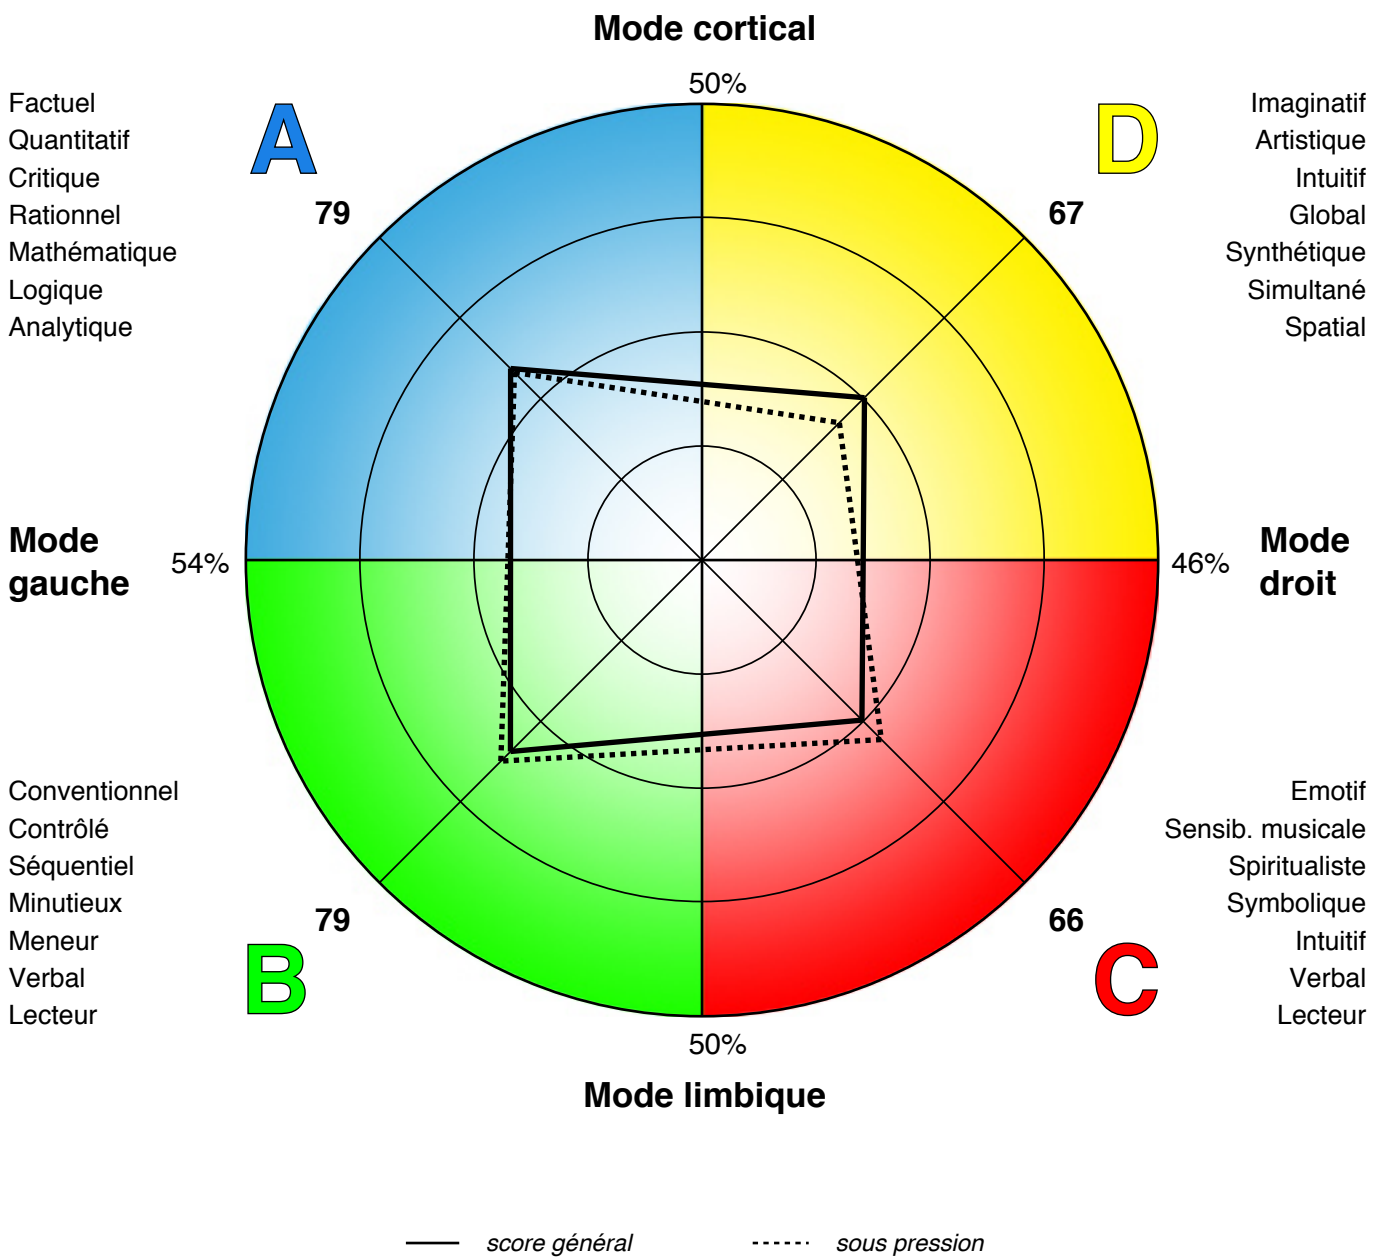 Mode cortical
50%
Factuel
Quantitatif
Critique
Rationnel
Mathématique
Logique
Analytique
A
79
D
67
Imaginatif
Artistique
Intuitif
Global
Synthétique
Simultané
Spatial
Mode
gauche
54%
46%
Mode
droit
Conventionnel
Contrôlé
Séquentiel
Minutieux
Meneur
Verbal
Lecteur
79
B
66
C
Emotif
Sensib. musicale
Spiritualiste
Symbolique
Intuitif
Verbal
Lecteur
50%
Mode limbique
score général
sous pression